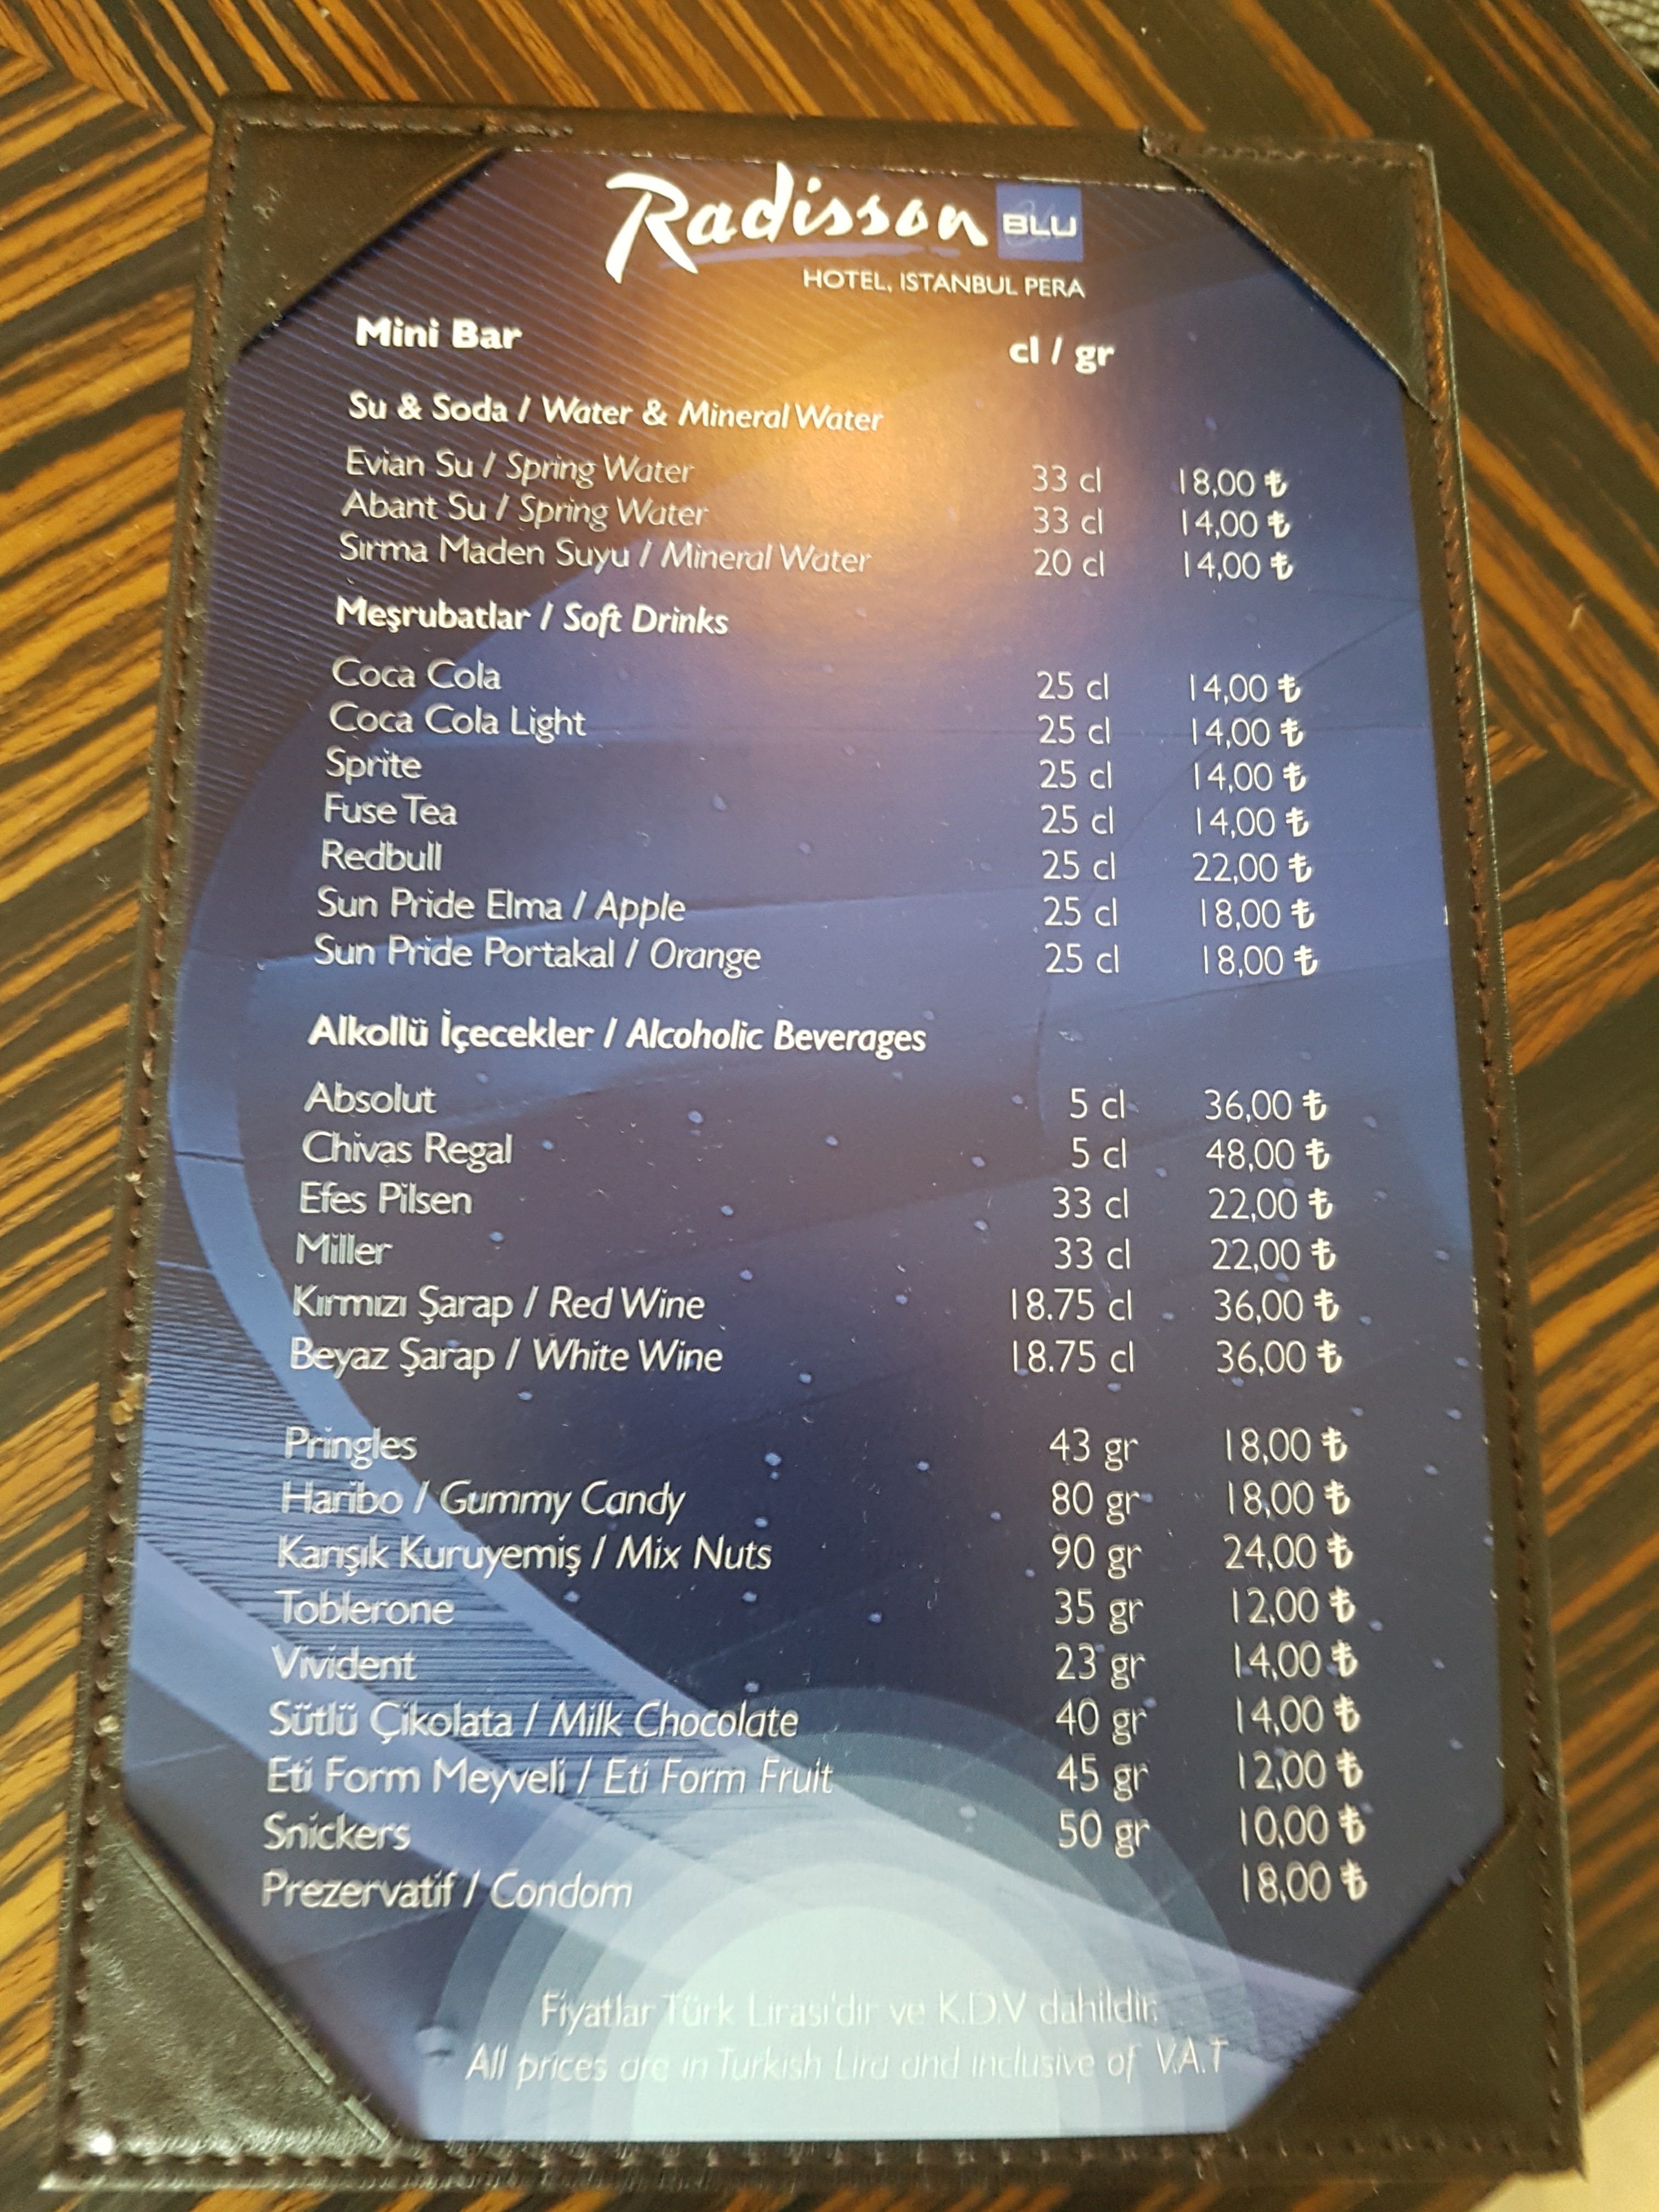 Radisson BLU
HOTEL, ISTANBUL PERA
Mini Bar cl / gr
Su & Soda / Water & Mineral Water
Evian Su / Spring Water 33 cl 18,00 ₺
Abant Su / Spring Water 33 cl 14,00 ₺
Sırma Maden Suyu / Mineral Water 20 cl 14,00 ₺
Meşrubatlar / Soft Drinks
Coca Cola 25 cl 14,00 ₺
Coca Cola Light 25 cl 14,00 ₺
Sprite 25 cl 14,00 ₺
Fuse Tea 25 cl 14,00 ₺
Redbull 25 cl 22,00 ₺
Sun Pride Elma / Apple 25 cl 18,00 ₺
Sun Pride Portakal / Orange 25 cl 18,00 ₺
Alkollü İçecekler / Alcoholic Beverages
Absolut 5 cl 36,00 ₺
Chivas Regal 5 cl 48,00 ₺
Efes Pilsen 33 cl 22,00 ₺
Miller 33 cl 22,00 ₺
Kırmızı Şarap / Red Wine 18.75 cl 36,00 ₺
Beyaz Şarap / White Wine 18.75 cl 36,00 ₺
Pringles 43 gr 18,00 ₺
Haribo / Gummy Candy 80 gr 18,00 ₺
Karışık Kuruyemiş / Mix Nuts 90 gr 24,00 ₺
Toblerone 35 gr 12,00 ₺
Vivident 23 gr 14,00 ₺
Sütlü Çikolata / Milk Chocolate 40 gr 14,00 ₺
Eti Form Meyveli / Eti Form Fruit 45 gr 12,00 ₺
Snickers 50 gr 10,00 ₺
Prezervatif / Condom 18,00 ₺
Fiyatlar Türk Lirası'dır ve K.D.V dahildir.
All prices are in Turkish Lira and inclusive of V.A.T